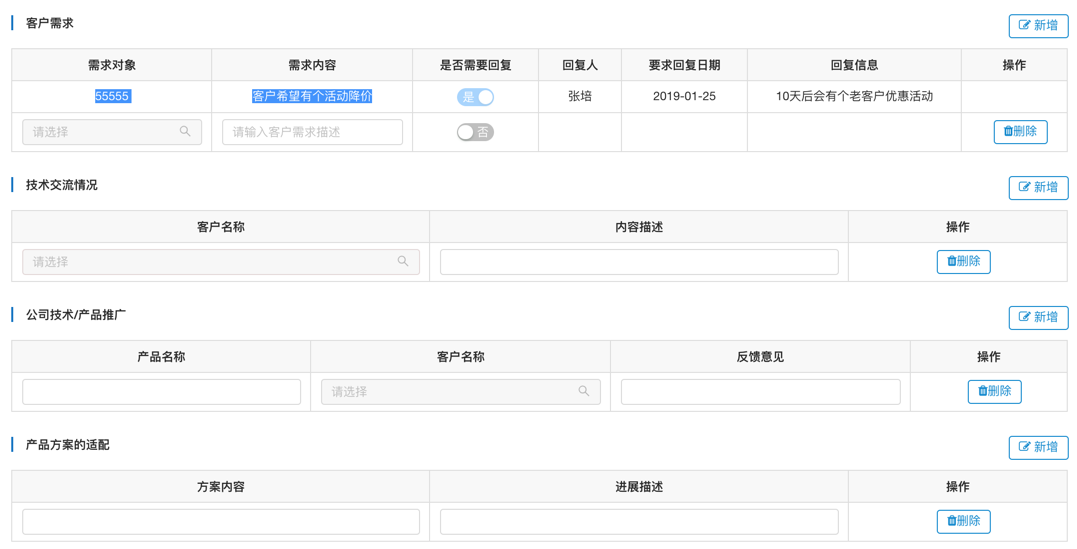 客户需求 新增
需求对象 需求内容 是否需要回复 回复人 要求回复日期 回复信息 操作
55555 客户希望有个活动降价 是 张培 2019-01-25 10天后会有个老客户优惠活动
请选择 请输入客户需求描述 否 删除
技术交流情况 新增
客户名称 内容描述 操作
请选择 删除
公司技术/产品推广 新增
产品名称 客户名称 反馈意见 操作
请选择 删除
产品方案的适配 新增
方案内容 进展描述 操作
删除